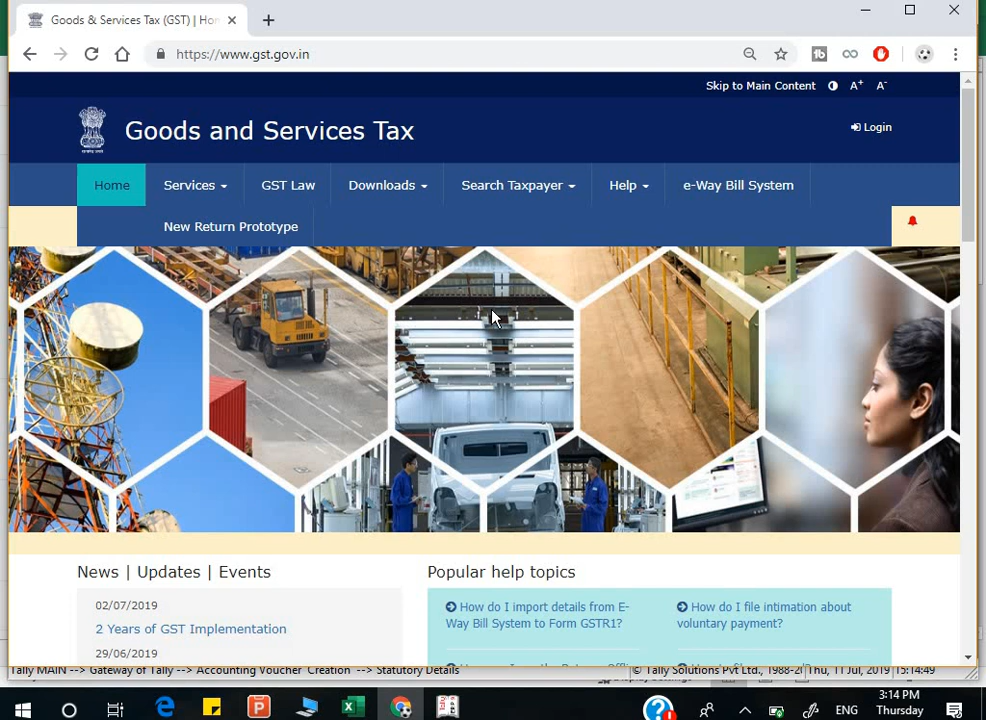 Goods & Services Tax (GST) | Hon
https://www.gst.gov.in
Skip to Main Content A+ A-
Goods and Services Tax
Login
Home Services GST Law Downloads Search Taxpayer Help e-Way Bill System
New Return Prototype
News | Updates | Events
02/07/2019
2 Years of GST Implementation
29/06/2019
Popular help topics
How do I import details from E-
Way Bill System to Form GSTR1?
How do I file intimation about
voluntary payment?
Tally MAIN --> Gateway of Tally --> Accounting Voucher Creation --> Statutory Details © Tally Solutions Pvt Ltd., 1988-20 Thu, 11 Jul, 2019 15:14:49
ENG
3:14 PM
Thursday